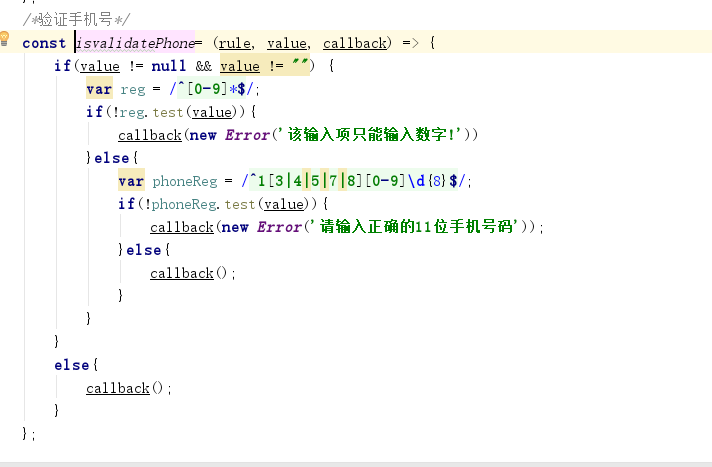 };
/*验证手机号*/
const isvalidatePhone= (rule, value, callback) => {
if(value != null && value != "") {
var reg = /^[0-9]*$/;
if(!reg.test(value)){
callback(new Error('该输入项只能输入数字!'))
}else{
var phoneReg = /^1[3|4|5|7|8][0-9]\d{8}$/;
if(!phoneReg.test(value)){
callback(new Error('请输入正确的11位手机号码'));
}else{
callback();
}
}
}
else{
callback();
}
};